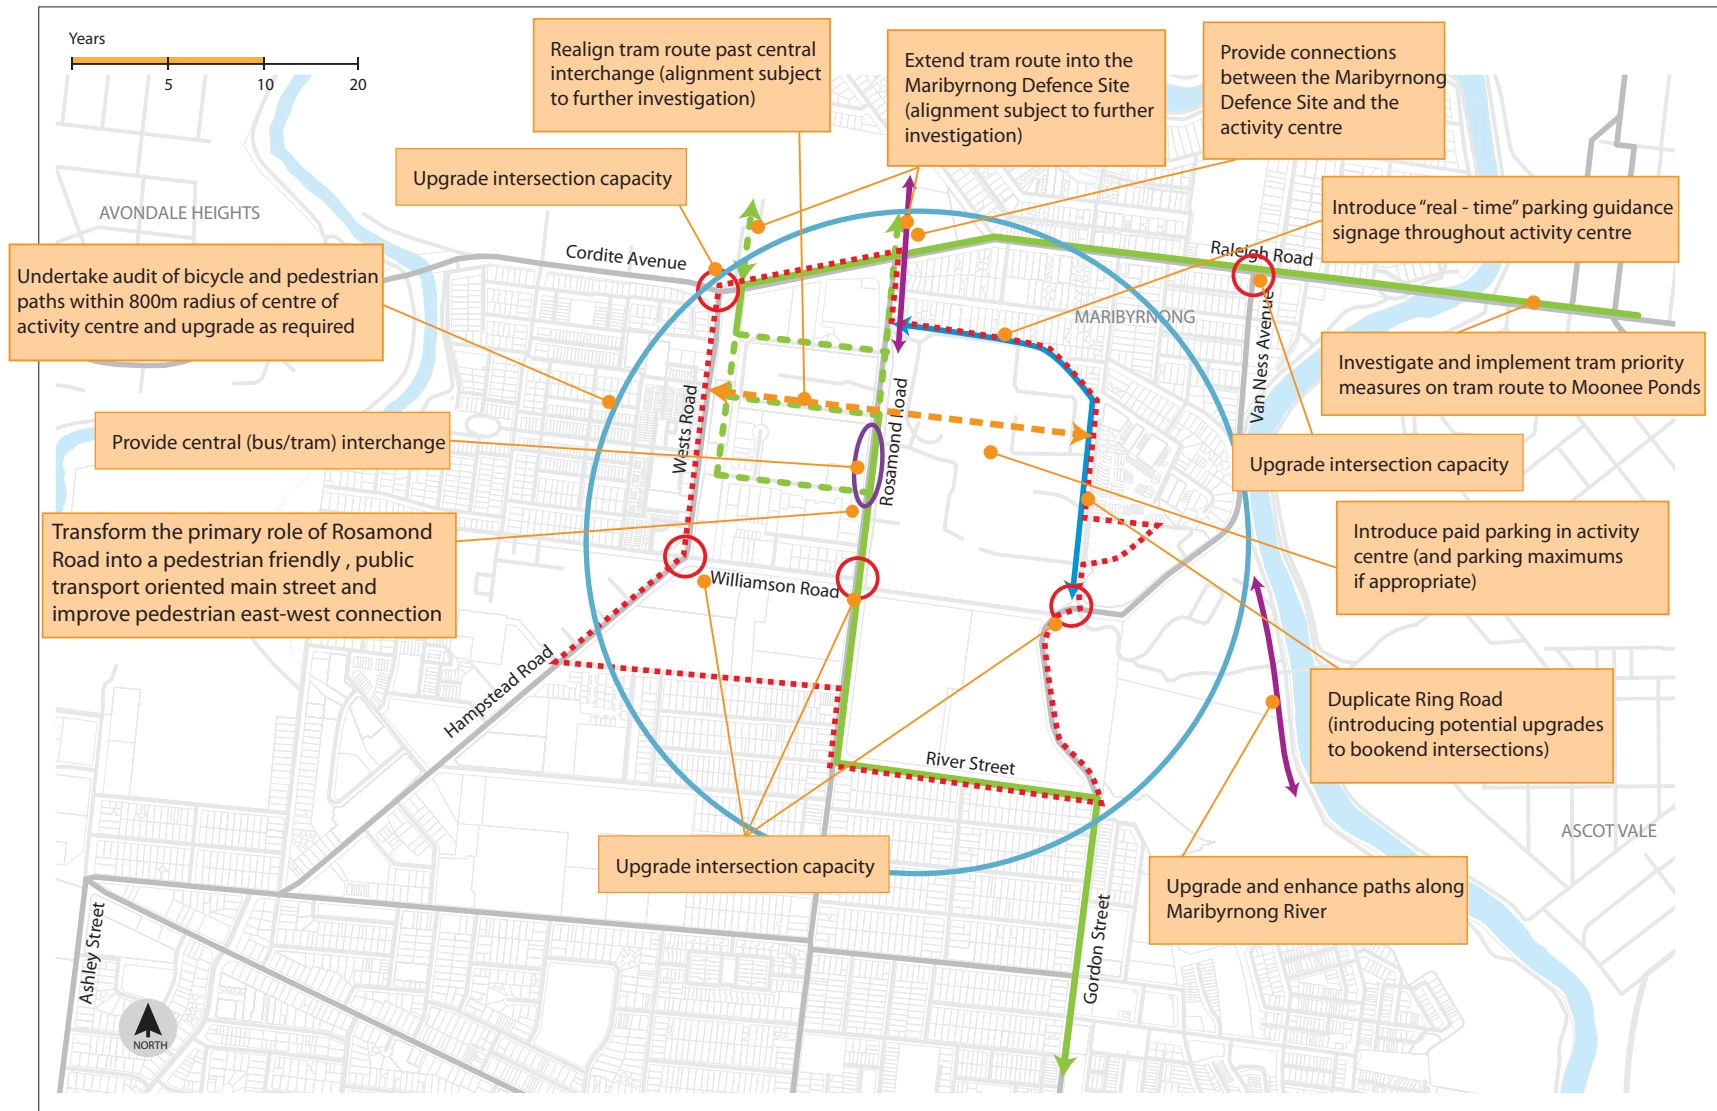 Years
5
10
20
Realign tram route past central
interchange (alignment subject
to further investigation)
Extend tram route into the
Maribyrnong Defence Site
(alignment subject to further
investigation)
Provide connections
between the Maribyrnong
Defence Site and the
activity centre
Upgrade intersection capacity
AVONDALE HEIGHTS
Introduce “real - time” parking guidance
signage throughout activity centre
Cordite Avenue
Raleigh Road
Undertake audit of bicycle and pedestrian
paths within 800m radius of centre of
activity centre and upgrade as required
MARIBYRNONG
Van Ness Avenue
Investigate and implement tram priority
measures on tram route to Moonee Ponds
Wests Road
Rosamond Road
Provide central (bus/tram) interchange
Upgrade intersection capacity
Transform the primary role of Rosamond
Road into a pedestrian friendly , public
transport oriented main street and
improve pedestrian east-west connection
Introduce paid parking in activity
centre (and parking maximums
if appropriate)
Williamson Road
Hampstead Road
Duplicate Ring Road
(introducing potential upgrades
to bookend intersections)
River Street
ASCOT VALE
Upgrade intersection capacity
Upgrade and enhance paths along
Maribyrnong River
Ashley Street
Gordon Street
NORTH